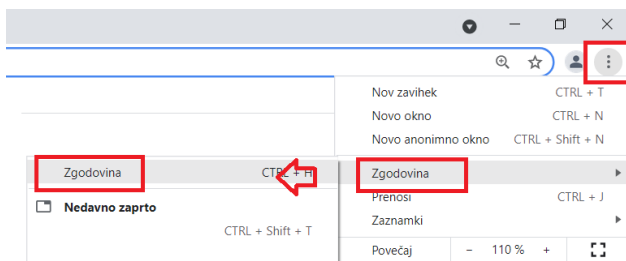 Nov zavihek CTRL + T
Novo okno CTRL + N
Novo anonimno okno CTRL + Shift + N
Zgodovina
Prenosi CTRL + J
Zaznamki
Povečaj - 110 % +
Zgodovina CTRL + H
Nedavno zaprto
CTRL + Shift + T